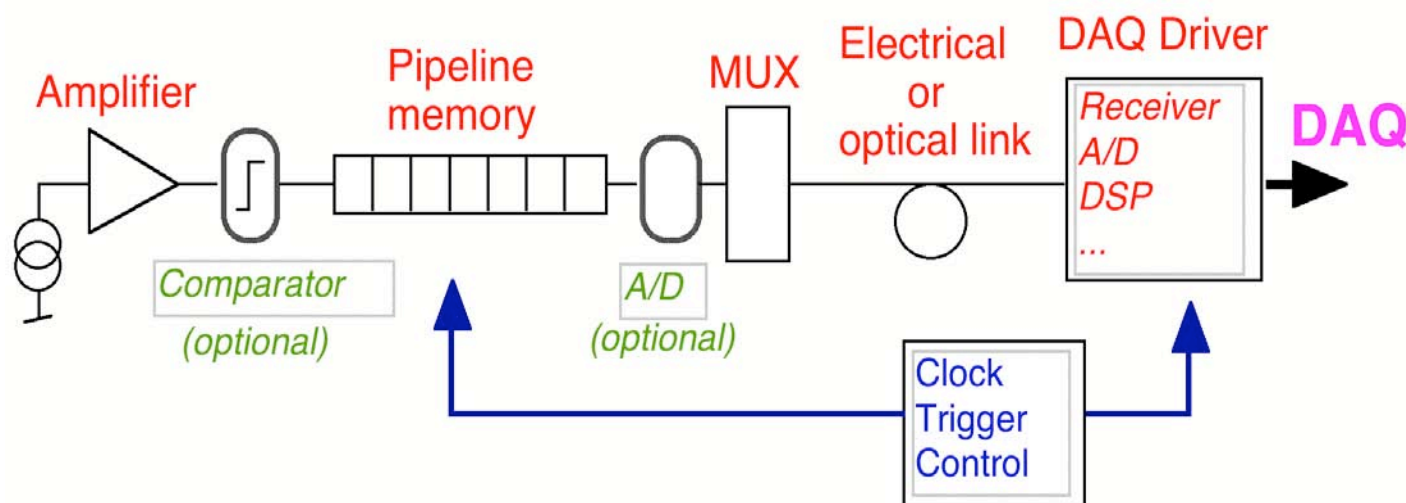 Amplifier
Comparator
(optional)
Pipeline
memory
A/D
(optional)
MUX
Electrical
or
optical link
DAQ Driver
Receiver
A/D
DSP
...
DAQ
Clock
Trigger
Control